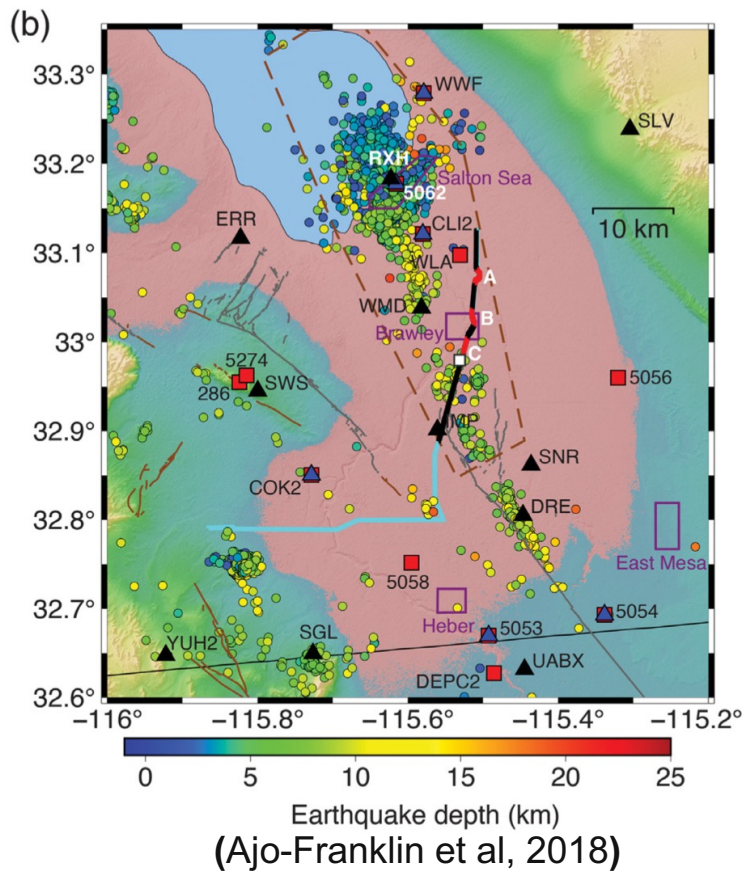 (b)
33.3°
WWF
SLV
33.2°
RXH
Salton Sea
5062
10 km
ERR
CLI2
33.1°
WLA
A
WMD
B
33°
Brawley
C
5274
286
SWS
5056
32.9°
IMP
SNR
COK2
DRE
32.8°
5058
East Mesa
32.7°
Heber
5053
5054
YUH2
SGL
UABX
DEPC2
32.6°
−116° −115.8° −115.6° −115.4° −115.2°
0 5 10 15 20 25
Earthquake depth (km)
(Ajo-Franklin et al, 2018)